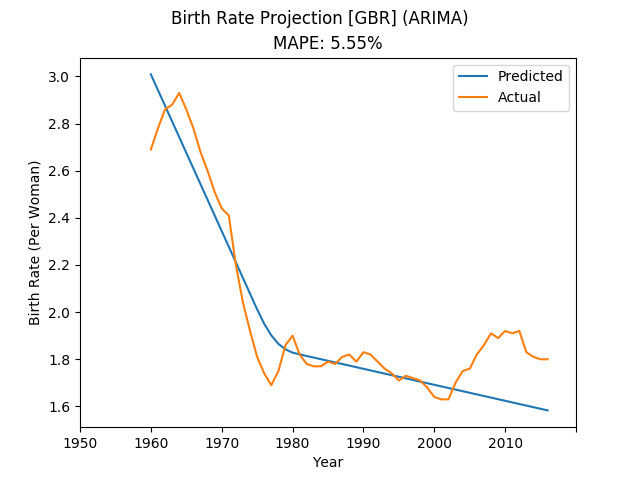 Birth Rate Projection [GBR] (ARIMA)
MAPE: 5.55%
Predicted
Actual
3.0
2.8
2.6
2.4
2.2
2.0
1.8
1.6
Birth Rate (Per Woman)
1950 1960 1970 1980 1990 2000 2010
Year